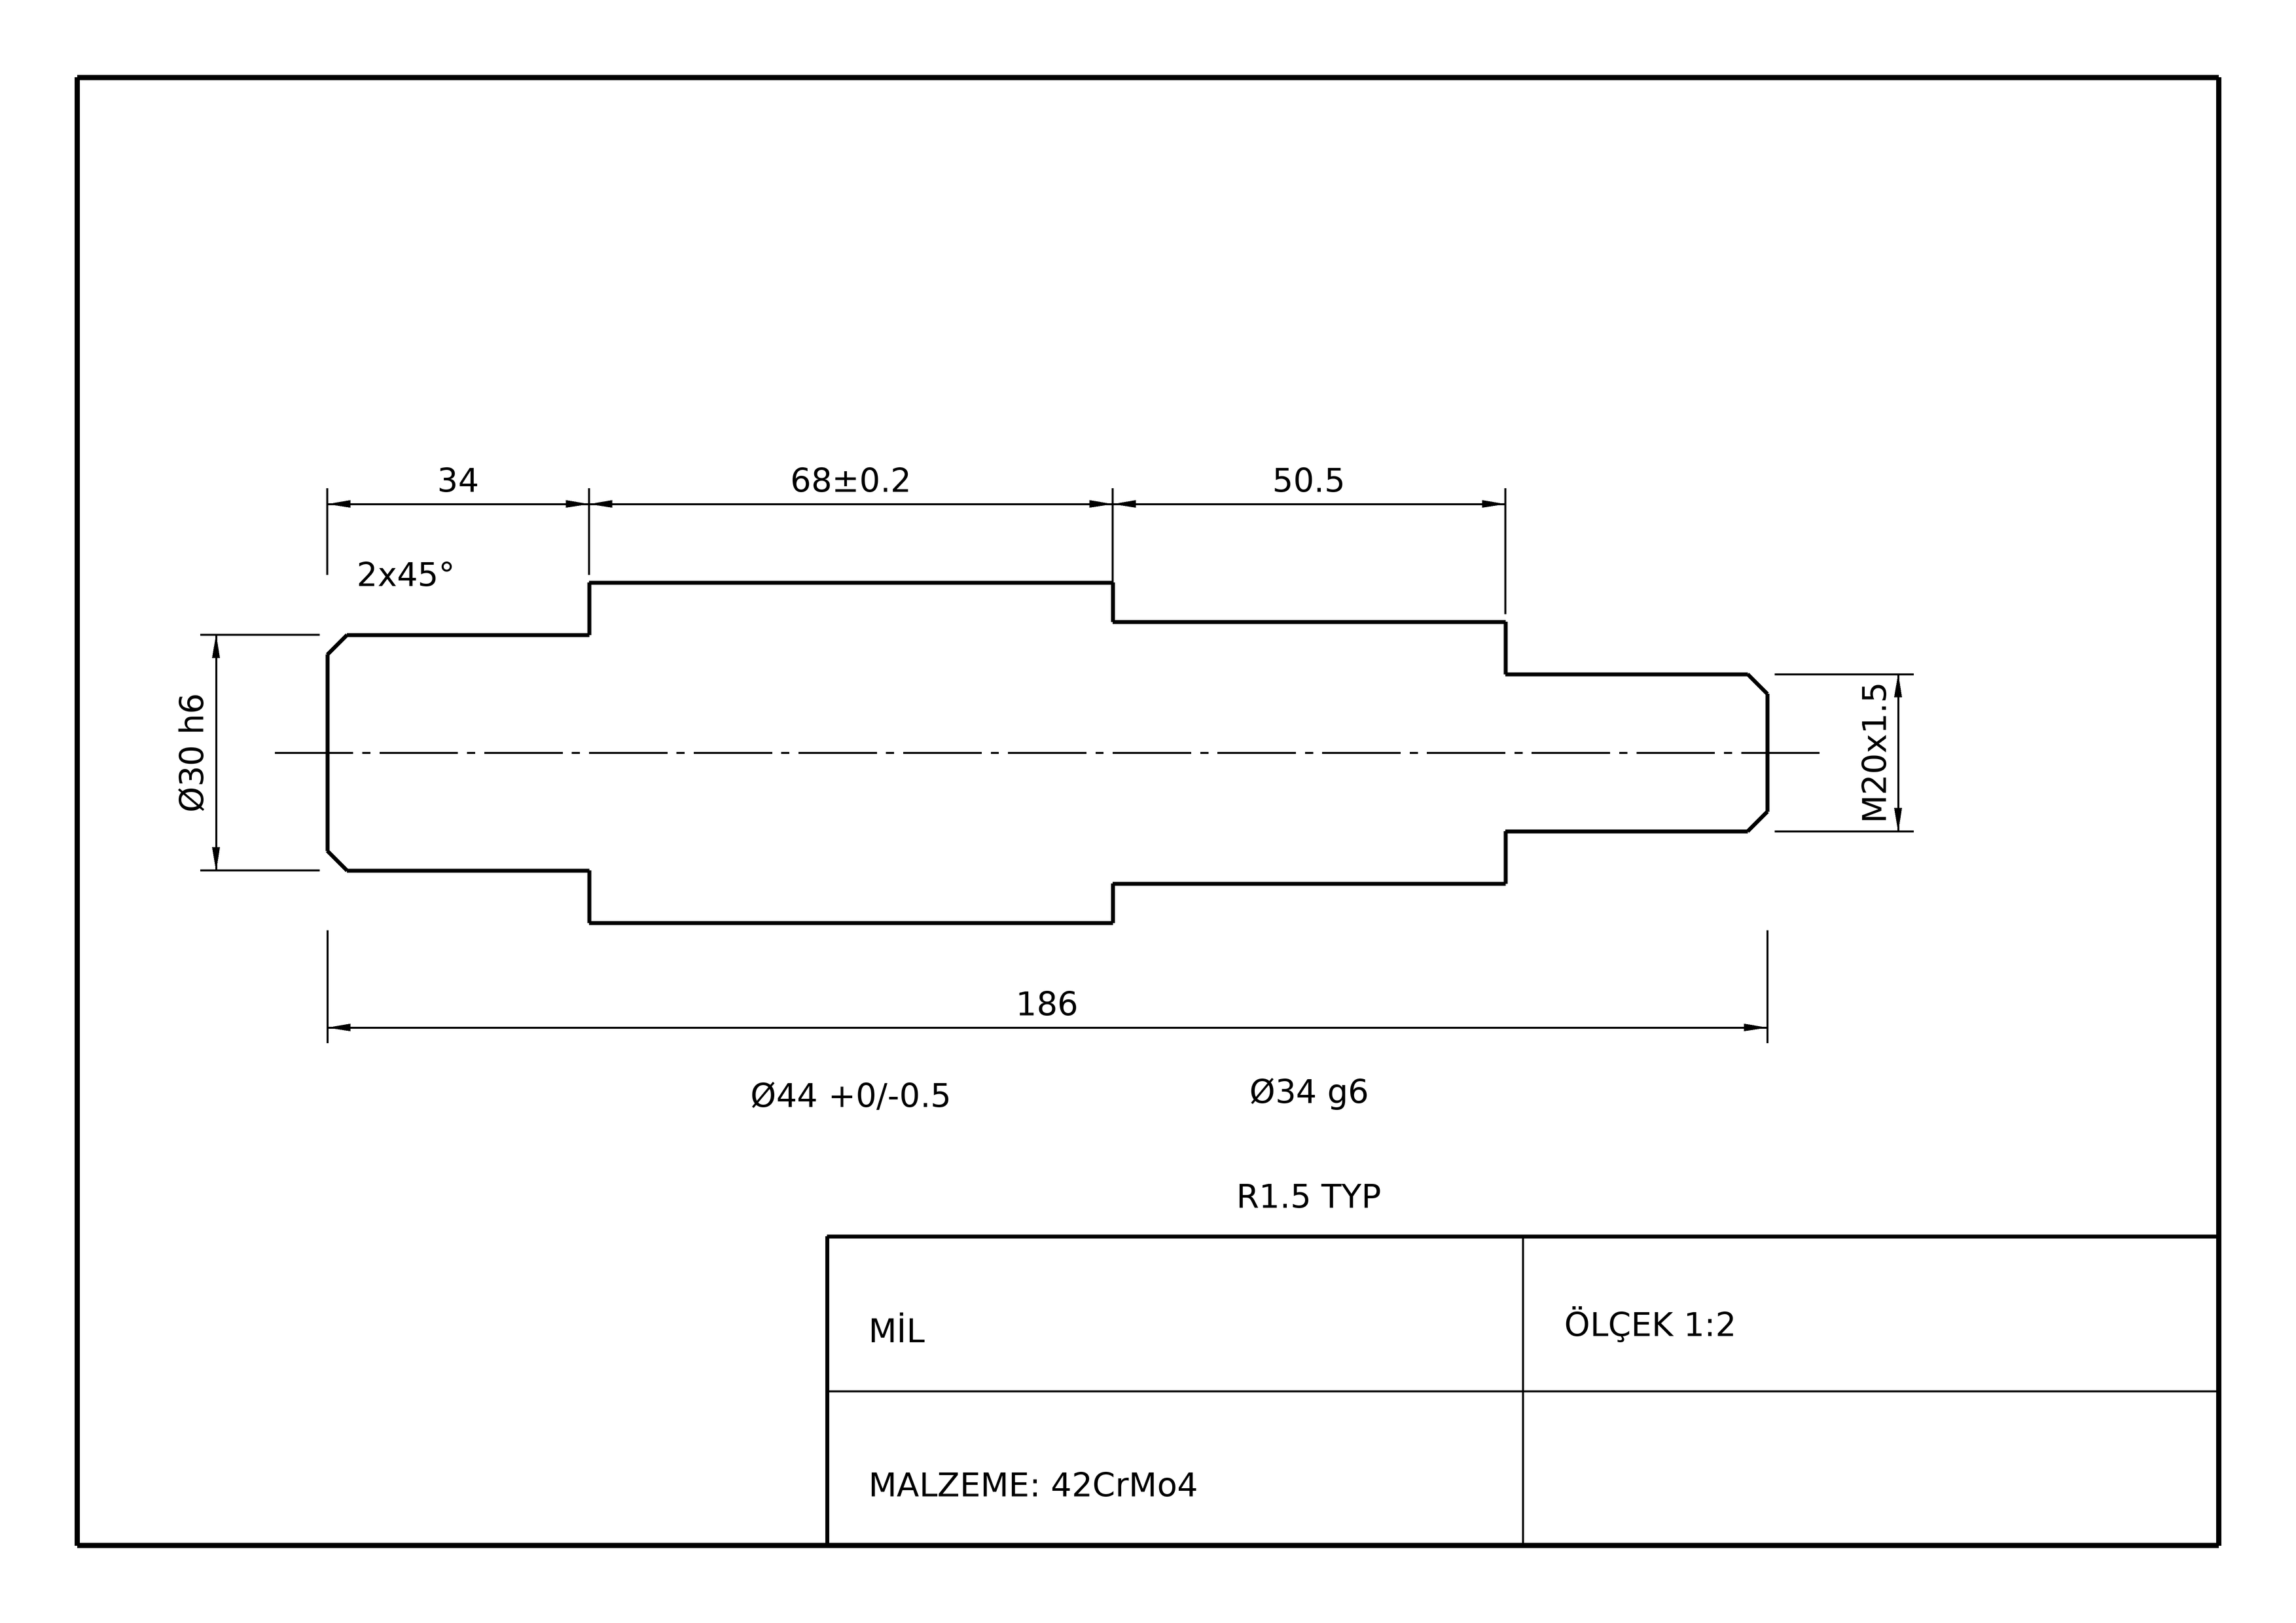 34
68±0.2
50.5
2x45°
Ø30 h6
M20x1.5
186
Ø44 +0/-0.5
Ø34 g6
R1.5 TYP
MİL
ÖLÇEK 1:2
MALZEME: 42CrMo4